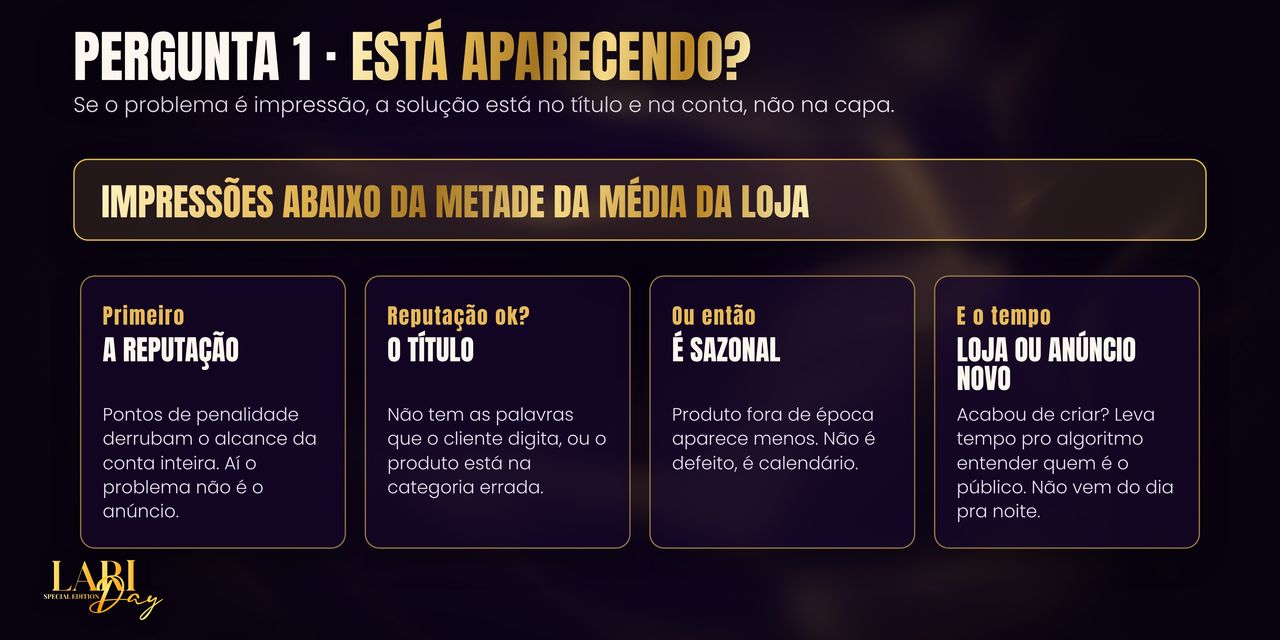 PERGUNTA 1 · ESTÁ APARECENDO?
Se o problema é impressão, a solução está no título e na conta, não na capa.
IMPRESSÕES ABAIXO DA METADE DA MÉDIA DA LOJA
Primeiro
A REPUTAÇÃO
Pontos de penalidade
derrubam o alcance da
conta inteira. Aí o
problema não é o
anúncio.
Reputação ok?
O TÍTULO
Não tem as palavras
que o cliente digita, ou o
produto está na
categoria errada.
Ou então
É SAZONAL
Produto fora de época
aparece menos. Não é
defeito, é calendário.
E o tempo
LOJA OU ANÚNCIO
NOVO
Acabou de criar? Leva
tempo pro algoritmo
entender quem é o
público. Não vem do dia
pra noite.
LABI
SPECIAL EDITION Day